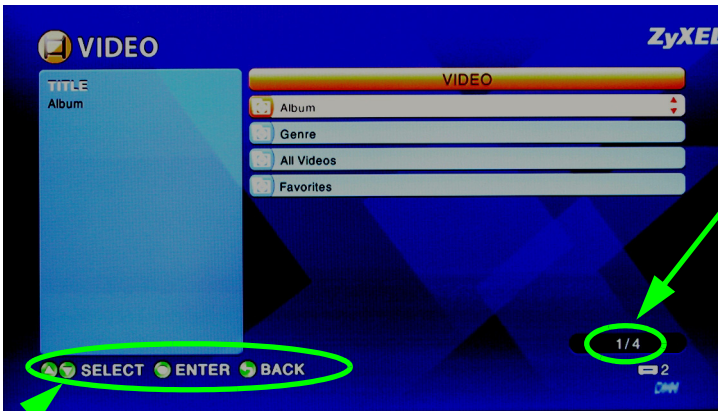 VIDEO
ZyXEL
TITLE
Album
VIDEO
Album
Genre
All Videos
Favorites
1/4
SELECT ENTER BACK
2